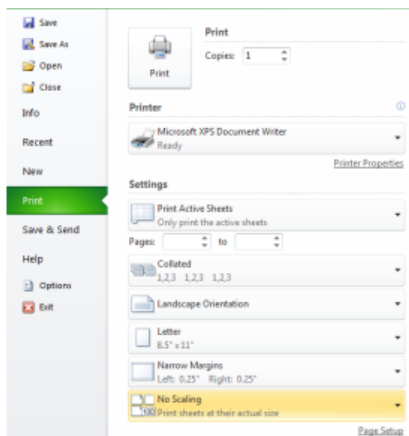 Save
Save As
Open
Close
Info
Recent
New
Print
Save & Send
Help
Options
Exit
Print
Copies: 1
Print
Printer
Microsoft XPS Document Writer
Ready
Printer Properties
Settings
Print Active Sheets
Only print the active sheets
Pages: to
Collated
1,2,3 1,2,3 1,2,3
Landscape Orientation
Letter
8.5" x 11"
Narrow Margins
Left: 0.25" Right: 0.25"
No Scaling
100
Print sheets at their actual size
Page Setup